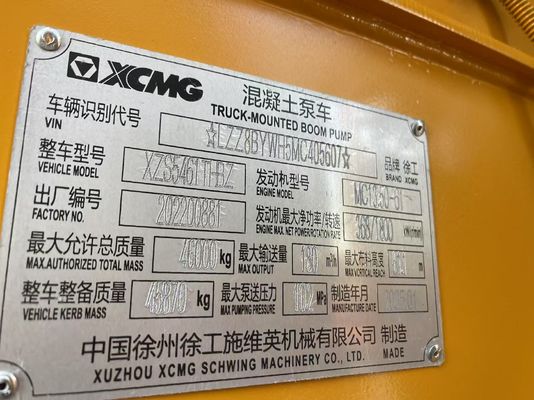 XCMG 混凝土泵车
TRUCK-MOUNTED BOOM PUMP
车辆识别代号 ☆LZZ8BYWH5MC405607☆
VIN
整车型号 发动机型号 品牌 徐工
VEHICLE MODEL ENGINE MODEL BRAND XCMG
出厂编号 发动机最大净功率/转速 kW(r/min)
FACTORY NO. ENGINE MAX. NET POWER/ROTATION RATE
最大允许总质量 kg 最大输送量 m³/h 最大布料高度 m
MAX.AUTHORIZED TOTAL MASS MAX OUTPUT MAX VERTICAL REACH
整车整备质量 kg 最大泵送压力 MPa 制造年月
VEHICLE KERB MASS MAX PUMPING PRESSURE MANUFACTURE DATE
中国徐州徐工施维英机械有限公司 制造
XUZHOU XCMG SCHWING MACHINERY CO., LTD. MADE